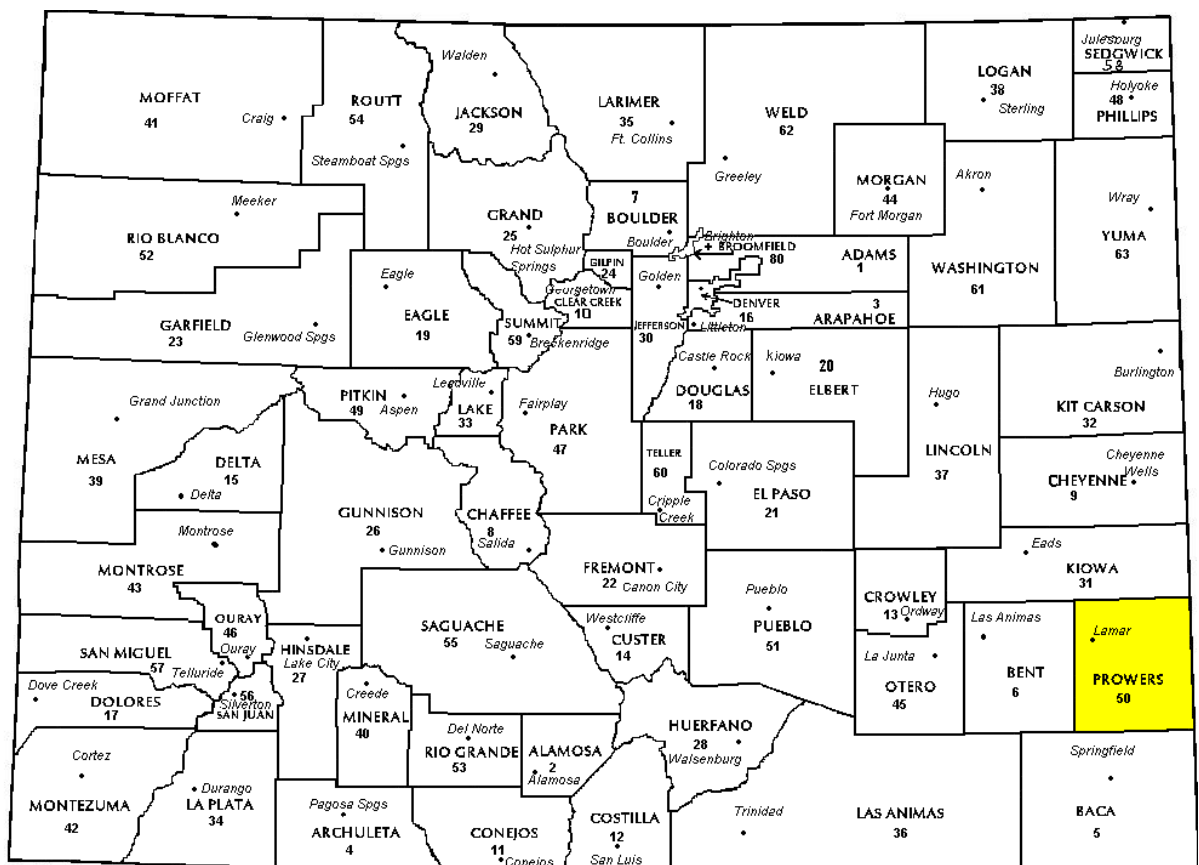 MOFFAT
41
Craig
ROUTT
54
Steamboat Spgs
Walden
JACKSON
29
LARIMER
35
Ft. Collins
WELD
62
Greeley
LOGAN
38
Sterling
Julesburg
SEDGWICK
58
Holyoke
48
PHILLIPS
MORGAN
44
Fort Morgan
Akron
WASHINGTON
61
Wray
YUMA
63
Meeker
RIO BLANCO
52
GRAND
25
Hot Sulphur
Springs
7
BOULDER
Boulder
Brighton
BROOMFIELD
80
ADAMS
1
GILPIN
24
Golden
JEFFERSON
30
Georgetown
CLEAR CREEK
10
DENVER
16
Littleton
3
ARAPAHOE
GARFIELD
23
Glenwood Spgs
Eagle
EAGLE
19
SUMMIT
59
Breckenridge
Castle Rock
DOUGLAS
18
kiowa
20
ELBERT
Hugo
LINCOLN
37
Burlington
KIT CARSON
32
Grand Junction
MESA
39
PITKIN
49
Aspen
Leadville
LAKE
33
Fairplay
PARK
47
TELLER
60
Cripple
Creek
Colorado Spgs
EL PASO
21
Cheyenne
Wells
CHEYENNE
9
DELTA
15
Delta
GUNNISON
26
Gunnison
CHAFFEE
8
Salida
Montrose
MONTROSE
43
FREMONT
22
Canon City
Pueblo
PUEBLO
51
CROWLEY
13
Ordway
Eads
KIOWA
31
OURAY
46
Ouray
HINSDALE
Lake City
27
SAGUACHE
55
Saguache
Westcliffe
CUSTER
14
La Junta
OTERO
45
Las Animas
BENT
6
Lamar
PROWERS
50
SAN MIGUEL
57
Telluride
Dove Creek
DOLORES
17
56
Silverton
SAN JUAN
Creede
MINERAL
40
Del Norte
RIO GRANDE
53
ALAMOSA
2
Alamosa
HUERFANO
28
Walsenburg
Cortez
MONTEZUMA
42
Durango
LA PLATA
34
Pagosa Spgs
ARCHULETA
4
CONEJOS
11
Conejos
COSTILLA
12
San Luis
Trinidad
LAS ANIMAS
36
Springfield
BACA
5